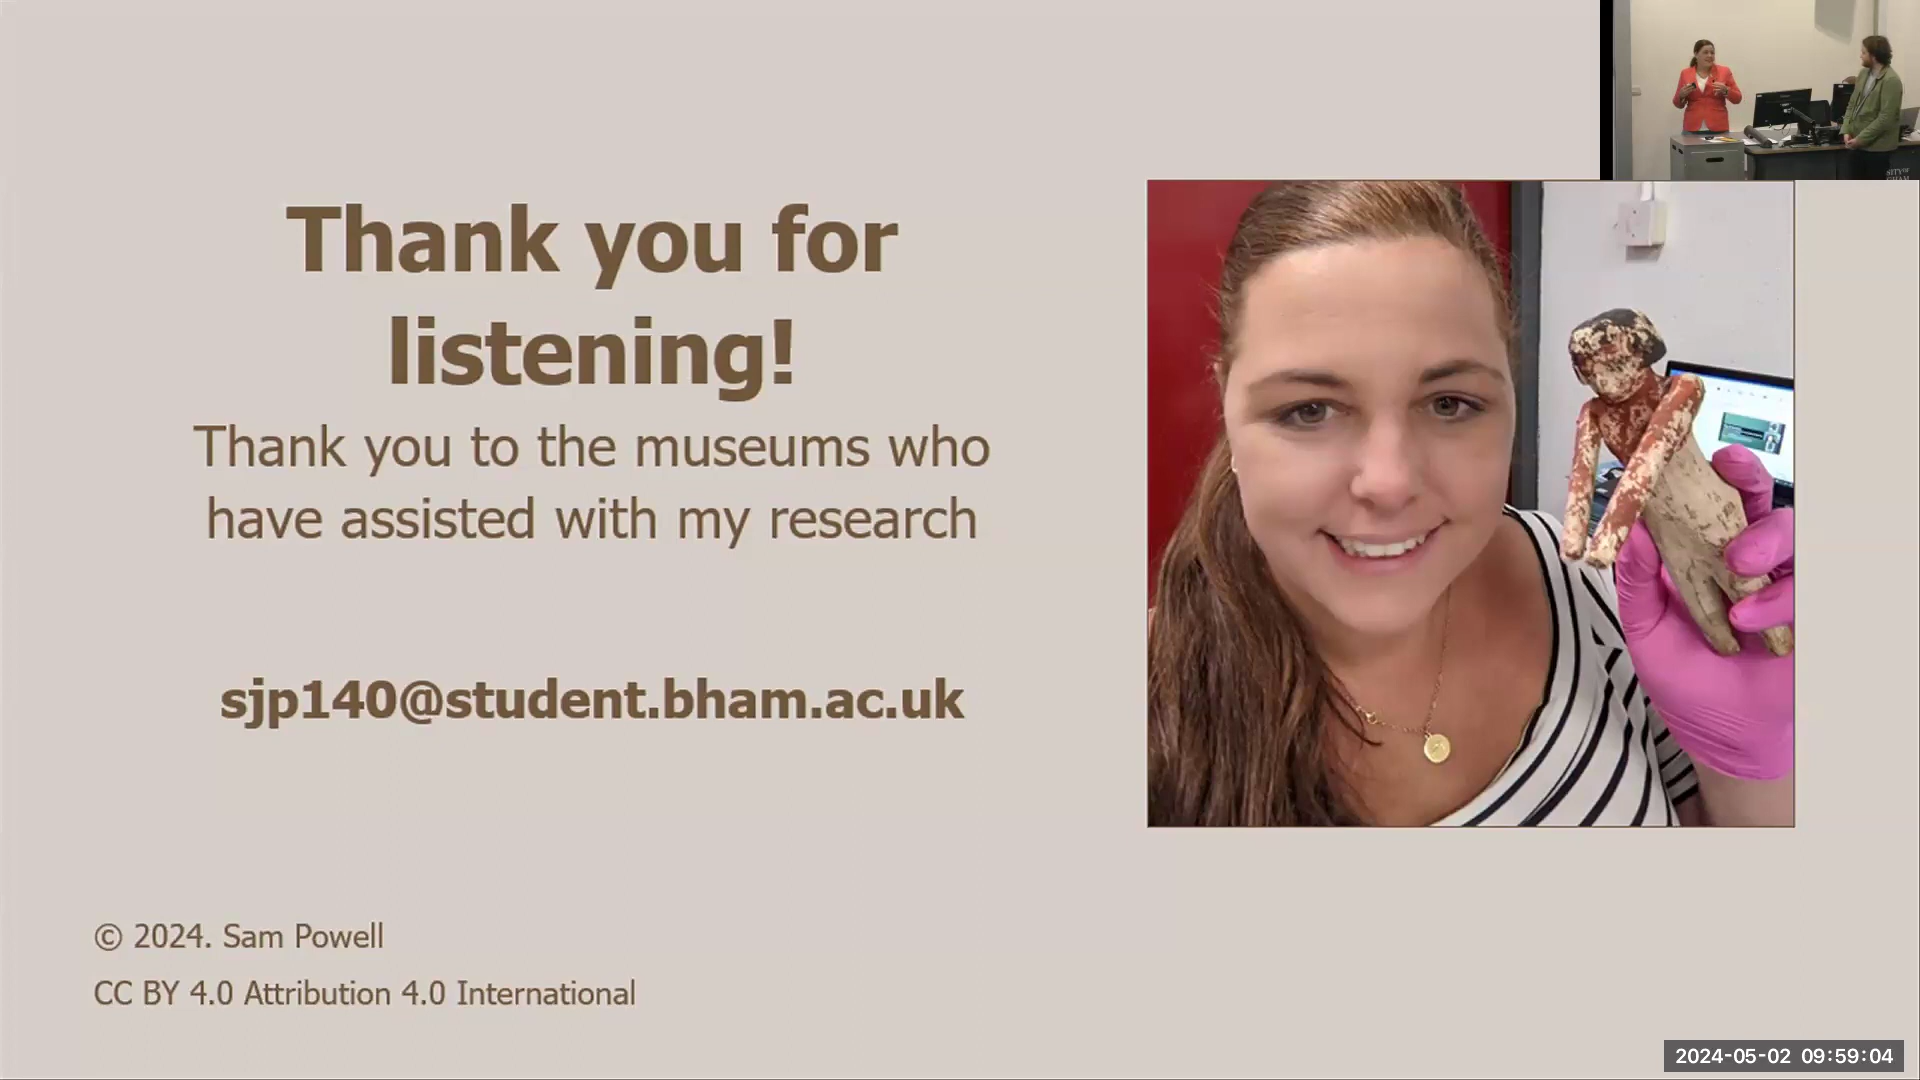 Thank you for
listening!
Thank you to the museums who
have assisted with my research
sjp140@student.bham.ac.uk
© 2024. Sam Powell
CC BY 4.0 Attribution 4.0 International
2024-05-02 09:59:04